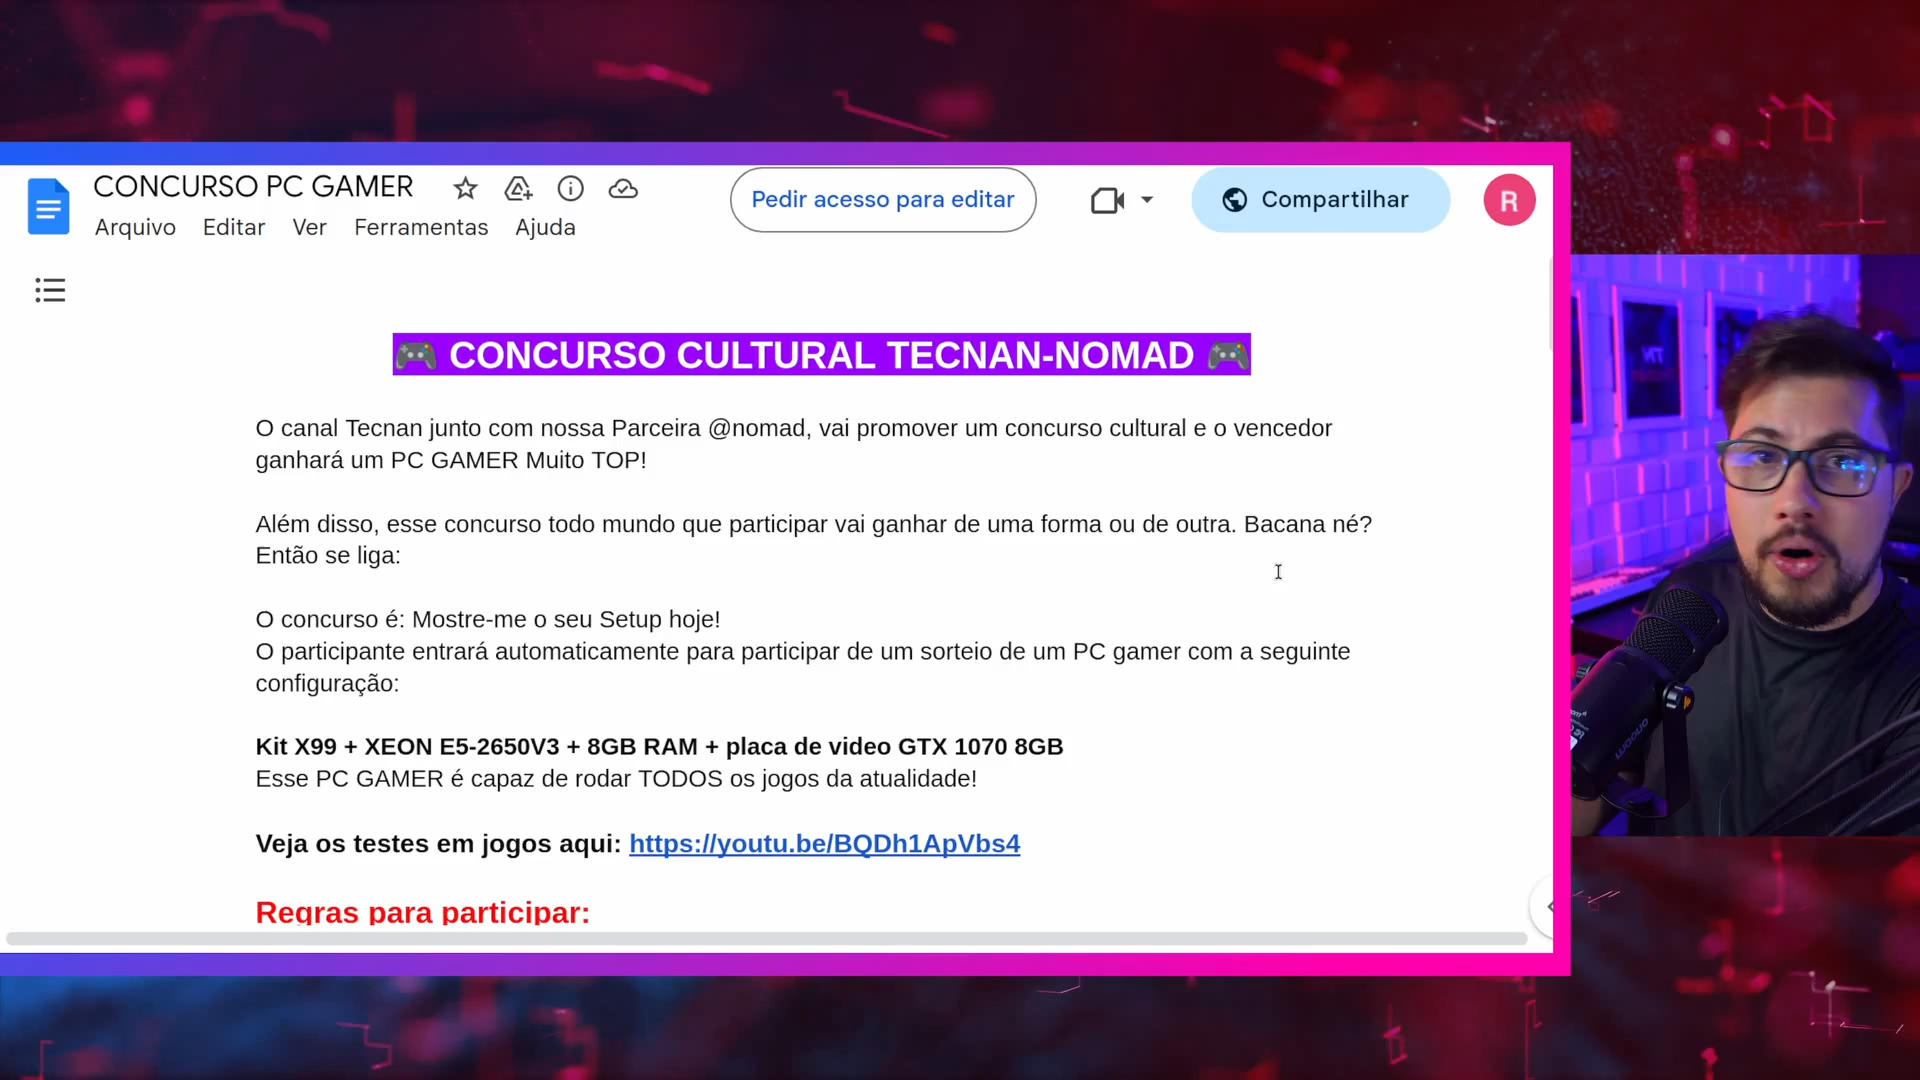 CONCURSO PC GAMER
Arquivo Editar Ver Ferramentas Ajuda
Pedir acesso para editar
Compartilhar
R
🎮 CONCURSO CULTURAL TECNAN-NOMAD 🎮
O canal Tecnan junto com nossa Parceira @nomad, vai promover um concurso cultural e o vencedor
ganhará um PC GAMER Muito TOP!
Além disso, esse concurso todo mundo que participar vai ganhar de uma forma ou de outra. Bacana né?
Então se liga:
O concurso é: Mostre-me o seu Setup hoje!
O participante entrará automaticamente para participar de um sorteio de um PC gamer com a seguinte
configuração:
Kit X99 + XEON E5-2650V3 + 8GB RAM + placa de video GTX 1070 8GB
Esse PC GAMER é capaz de rodar TODOS os jogos da atualidade!
Veja os testes em jogos aqui: https://youtu.be/BQDh1ApVbs4
Regras para participar: